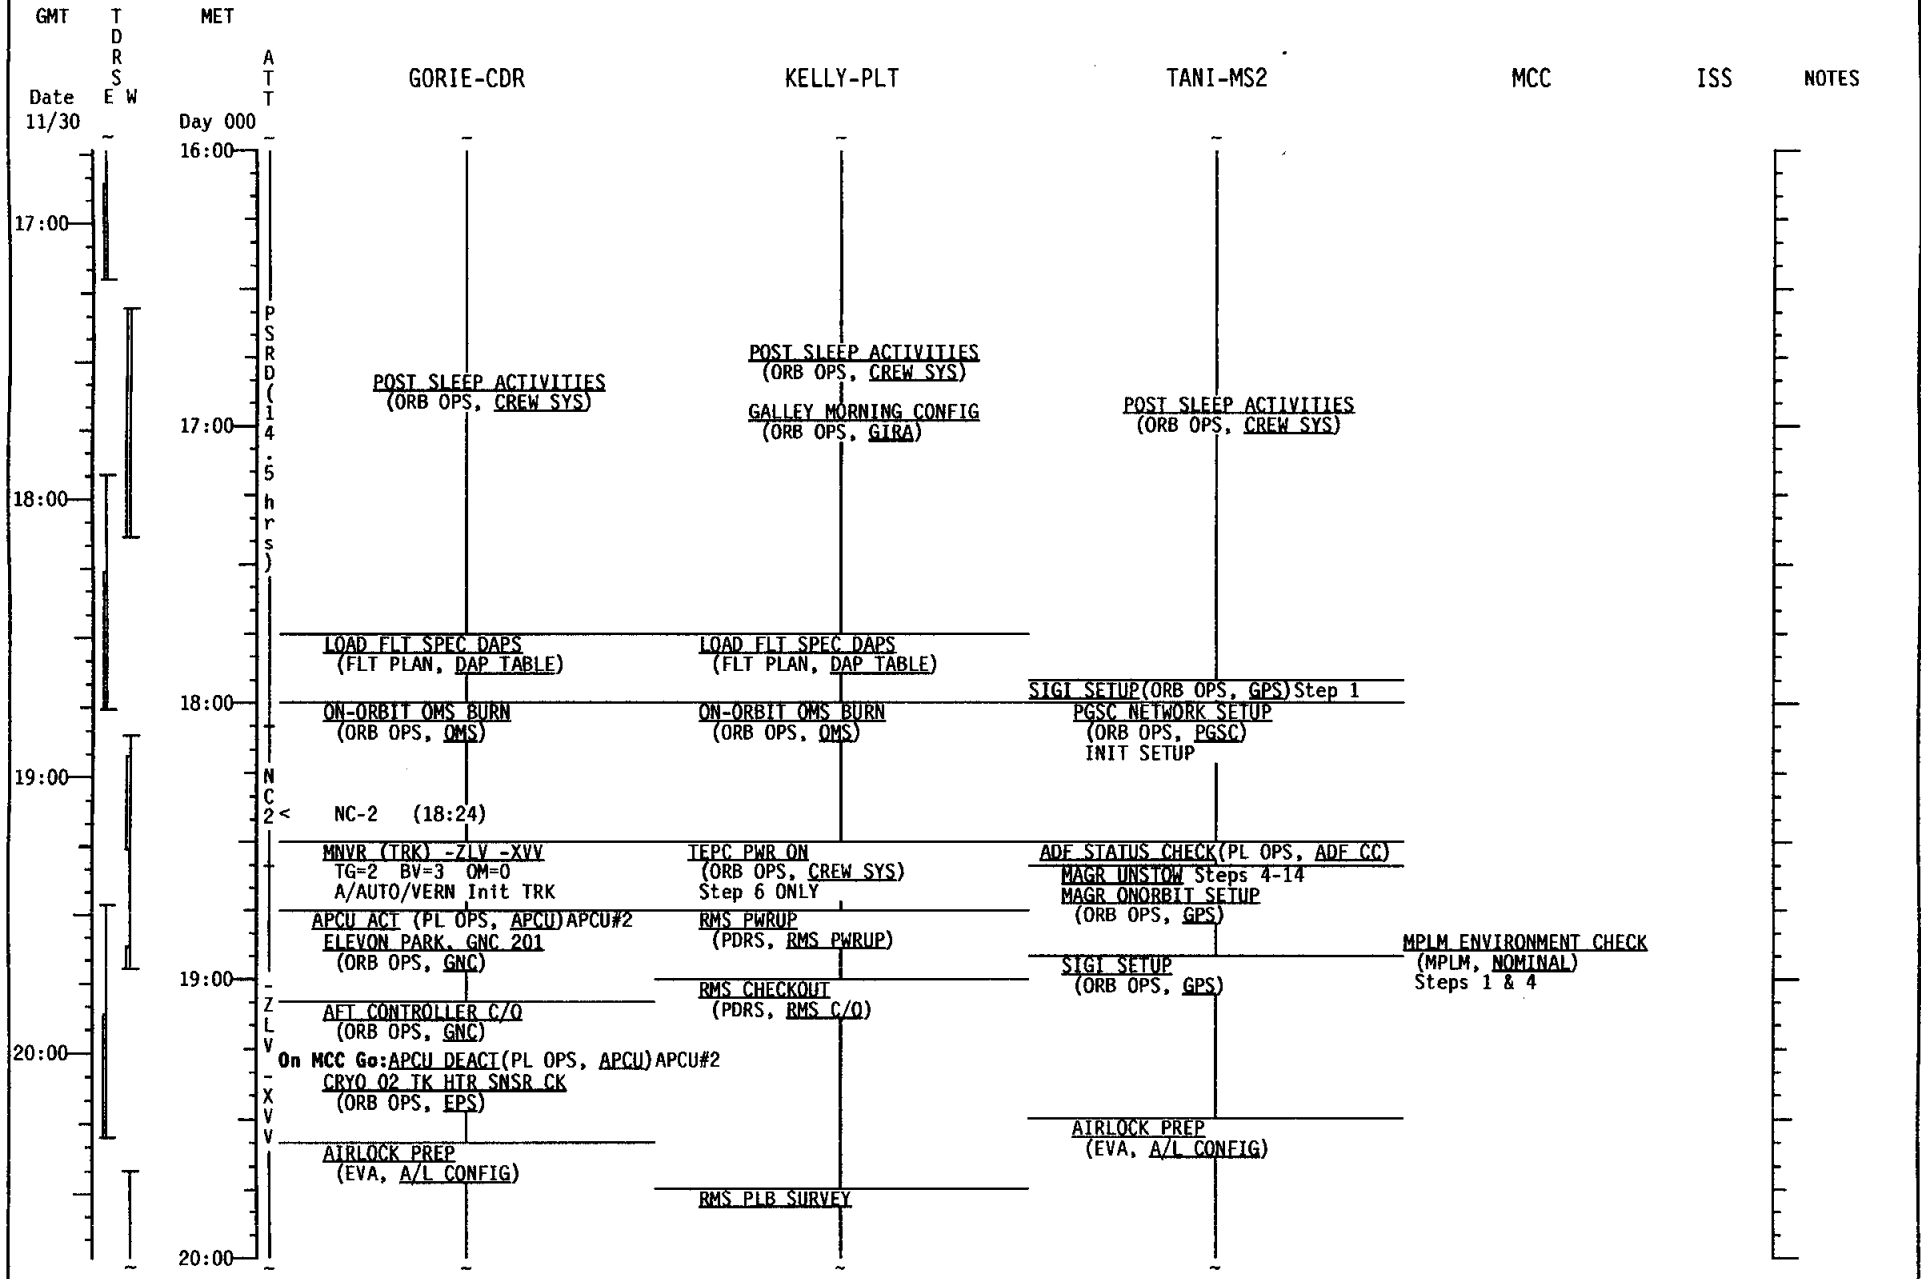 GMT
TDRS
MET
ATT
GORIE-CDR
KELLY-PLT
TANI-MS2
MCC
ISS
NOTES
Date
E W
11/30
Day 000
16:00
17:00
PSRD(14.5 hrs)
POST SLEEP ACTIVITIES
(ORB OPS, CREW SYS)
POST SLEEP ACTIVITIES
(ORB OPS, CREW SYS)
GALLEY MORNING CONFIG
(ORB OPS, GIRA)
POST SLEEP ACTIVITIES
(ORB OPS, CREW SYS)
17:00
18:00
LOAD FLT SPEC DAPS
(FLT PLAN, DAP TABLE)
LOAD FLT SPEC DAPS
(FLT PLAN, DAP TABLE)
SIGI SETUP(ORB OPS, GPS)Step 1
18:00
ON-ORBIT OMS BURN
(ORB OPS, OMS)
ON-ORBIT OMS BURN
(ORB OPS, OMS)
PGSC NETWORK SETUP
(ORB OPS, PGSC)
INIT SETUP
19:00
NC2
< NC-2 (18:24)
MNVR (TRK) -ZLV -XVV
TG=2 BV=3 OM=0
A/AUTO/VERN Init TRK
TEPC PWR ON
(ORB OPS, CREW SYS)
Step 6 ONLY
ADF STATUS CHECK(PL OPS, ADF CC)
MAGR UNSTOW Steps 4-14
MAGR ONORBIT SETUP
(ORB OPS, GPS)
APCU ACT (PL OPS, APCU)APCU#2
ELEVON PARK, GNC 201
(ORB OPS, GNC)
RMS PWRUP
(PDRS, RMS PWRUP)
MPLM ENVIRONMENT CHECK
(MPLM, NOMINAL)
Steps 1 & 4
SIGI SETUP
(ORB OPS, GPS)
19:00
-ZLV -XVV
RMS CHECKOUT
(PDRS, RMS C/O)
AFT CONTROLLER C/O
(ORB OPS, GNC)
20:00
On MCC Go:APCU DEACT(PL OPS, APCU)APCU#2
CRYO O2 TK HTR SNSR CK
(ORB OPS, EPS)
AIRLOCK PREP
(EVA, A/L CONFIG)
AIRLOCK PREP
(EVA, A/L CONFIG)
RMS PLB SURVEY
20:00